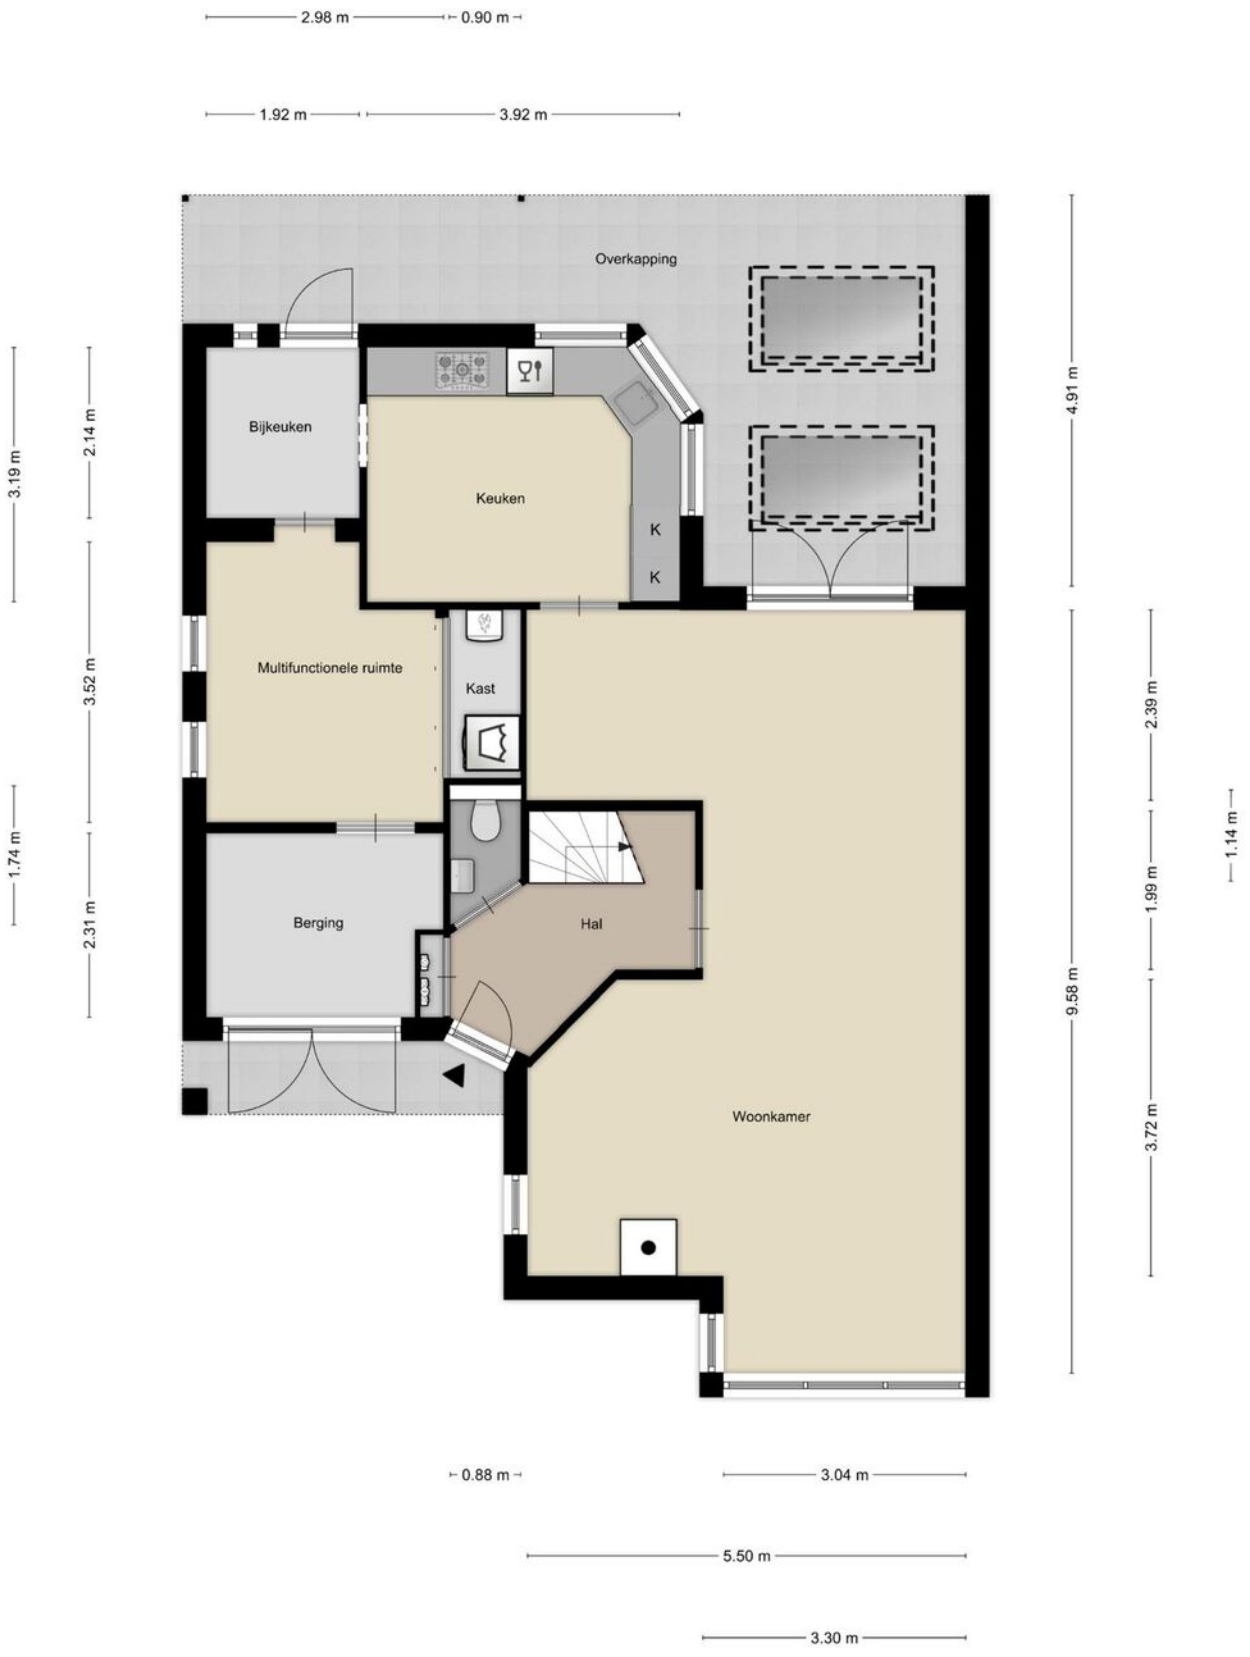 2.98 m
0.90 m
1.92 m
3.92 m
Overkapping
4.91 m
3.19 m
2.14 m
Bijkeuken
Keuken
K
K
3.52 m
Multifunctionele ruimte
Kast
2.39 m
1.14 m
1.74 m
2.31 m
Berging
Hal
1.99 m
9.58 m
Woonkamer
3.72 m
0.88 m
3.04 m
5.50 m
3.30 m